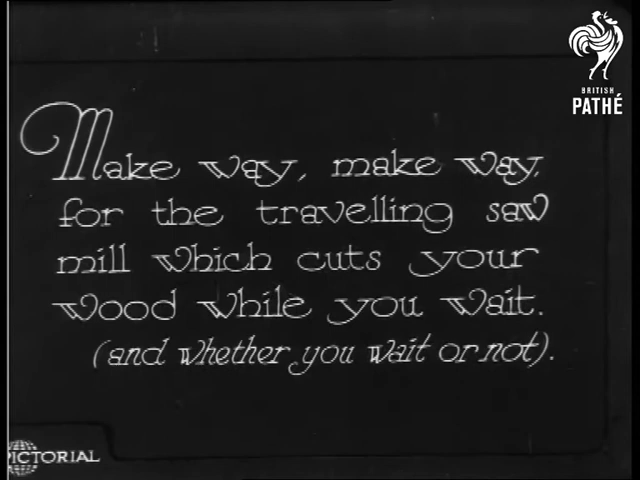 BRITISH
PATHÉ
Make way, make way,
for the travelling saw
mill which cuts your
wood while you wait.
(and whether you wait or not).
PICTORIAL